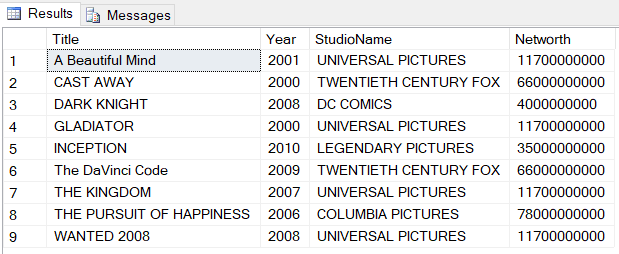 Results Messages
Title Year StudioName Networth
1 A Beautiful Mind 2001 UNIVERSAL PICTURES 11700000000
2 CAST AWAY 2000 TWENTIETH CENTURY FOX 66000000000
3 DARK KNIGHT 2008 DC COMICS 4000000000
4 GLADIATOR 2000 UNIVERSAL PICTURES 11700000000
5 INCEPTION 2010 LEGENDARY PICTURES 35000000000
6 The DaVinci Code 2009 TWENTIETH CENTURY FOX 66000000000
7 THE KINGDOM 2007 UNIVERSAL PICTURES 11700000000
8 THE PURSUIT OF HAPPINESS 2006 COLUMBIA PICTURES 78000000000
9 WANTED 2008 2008 UNIVERSAL PICTURES 11700000000